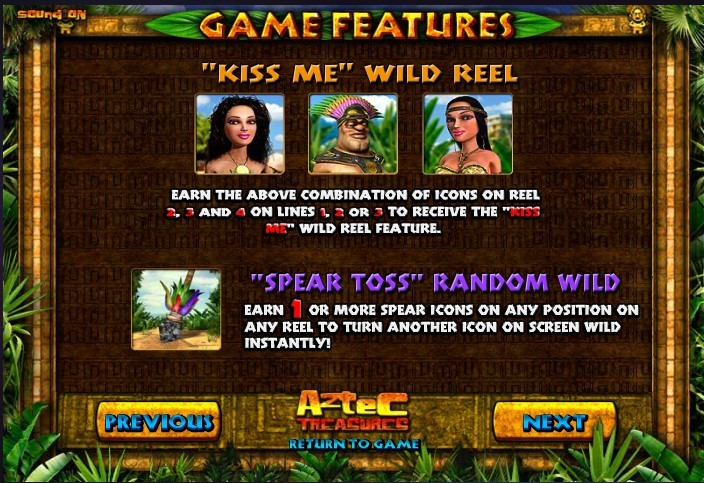 SOUND ON
GAME FEATURES
"KISS ME" WILD REEL
EARN THE ABOVE COMBINATION OF ICONS ON REEL
2, 3 AND 4 ON LINES 1, 2 OR 3 TO RECEIVE THE "KISS
ME" WILD REEL FEATURE.
"SPEAR TOSS" RANDOM WILD
EARN 1 OR MORE SPEAR ICONS ON ANY POSITION ON
ANY REEL TO TURN ANOTHER ICON ON SCREEN WILD
INSTANTLY!
PREVIOUS
AZTEC
TREASURES
RETURN TO GAME
NEXT